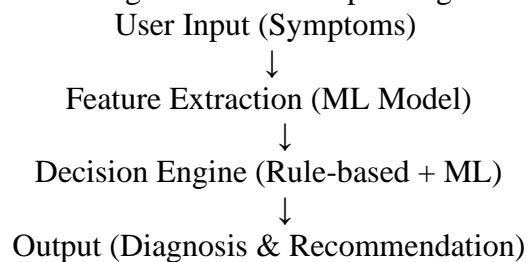 User Input (Symptoms)
↓
Feature Extraction (ML Model)
↓
Decision Engine (Rule-based + ML)
↓
Output (Diagnosis & Recommendation)